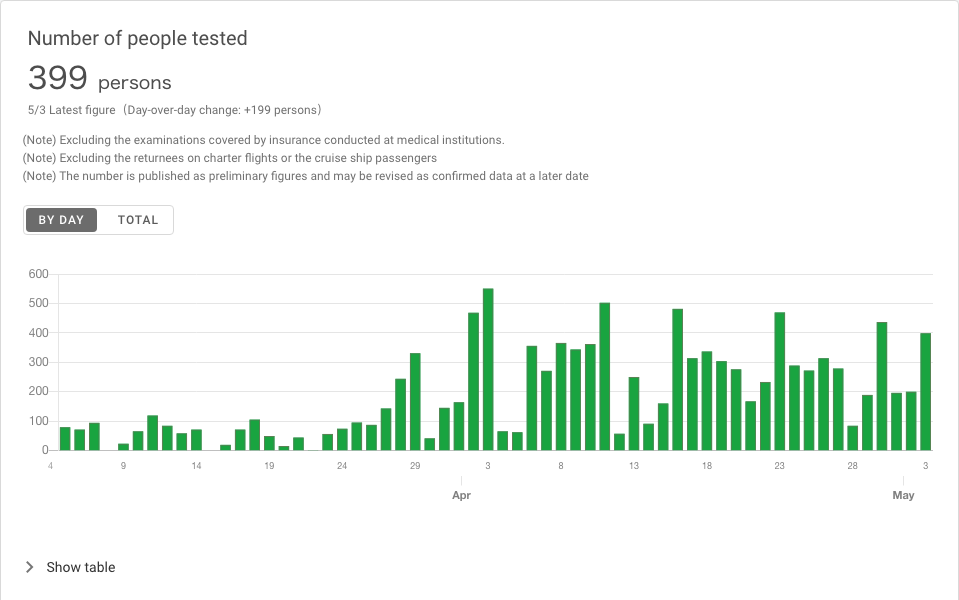 Number of people tested
399 persons
5/3 Latest figure (Day-over-day change: +199 persons)
(Note) Excluding the examinations covered by insurance conducted at medical institutions.
(Note) Excluding the returnees on charter flights or the cruise ship passengers
(Note) The number is published as preliminary figures and may be revised as confirmed data at a later date
BY DAY TOTAL
600
500
400
300
200
100
0
4 9 14 19 24 29 3 8 13 18 23 28 3
Apr May
Show table